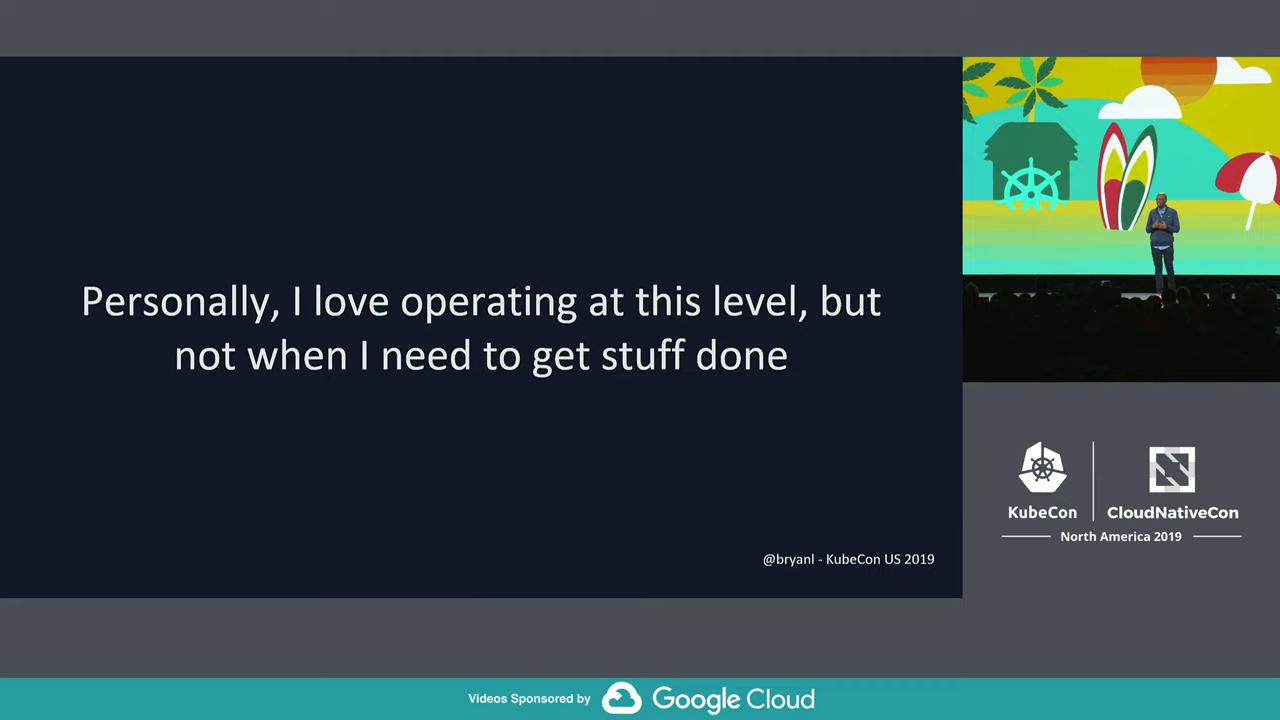 Personally, I love operating at this level, but
not when I need to get stuff done
@bryanl - KubeCon US 2019
KubeCon
CloudNativeCon
North America 2019
Videos Sponsored by Google Cloud